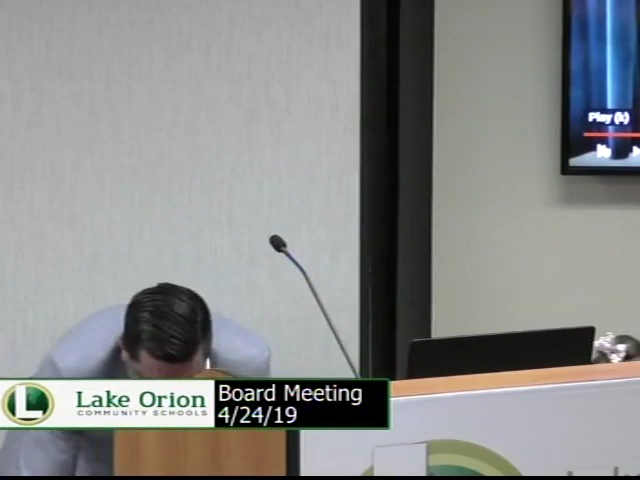 Play (k)
Lake Orion
COMMUNITY SCHOOLS
L
Board Meeting
4/24/19